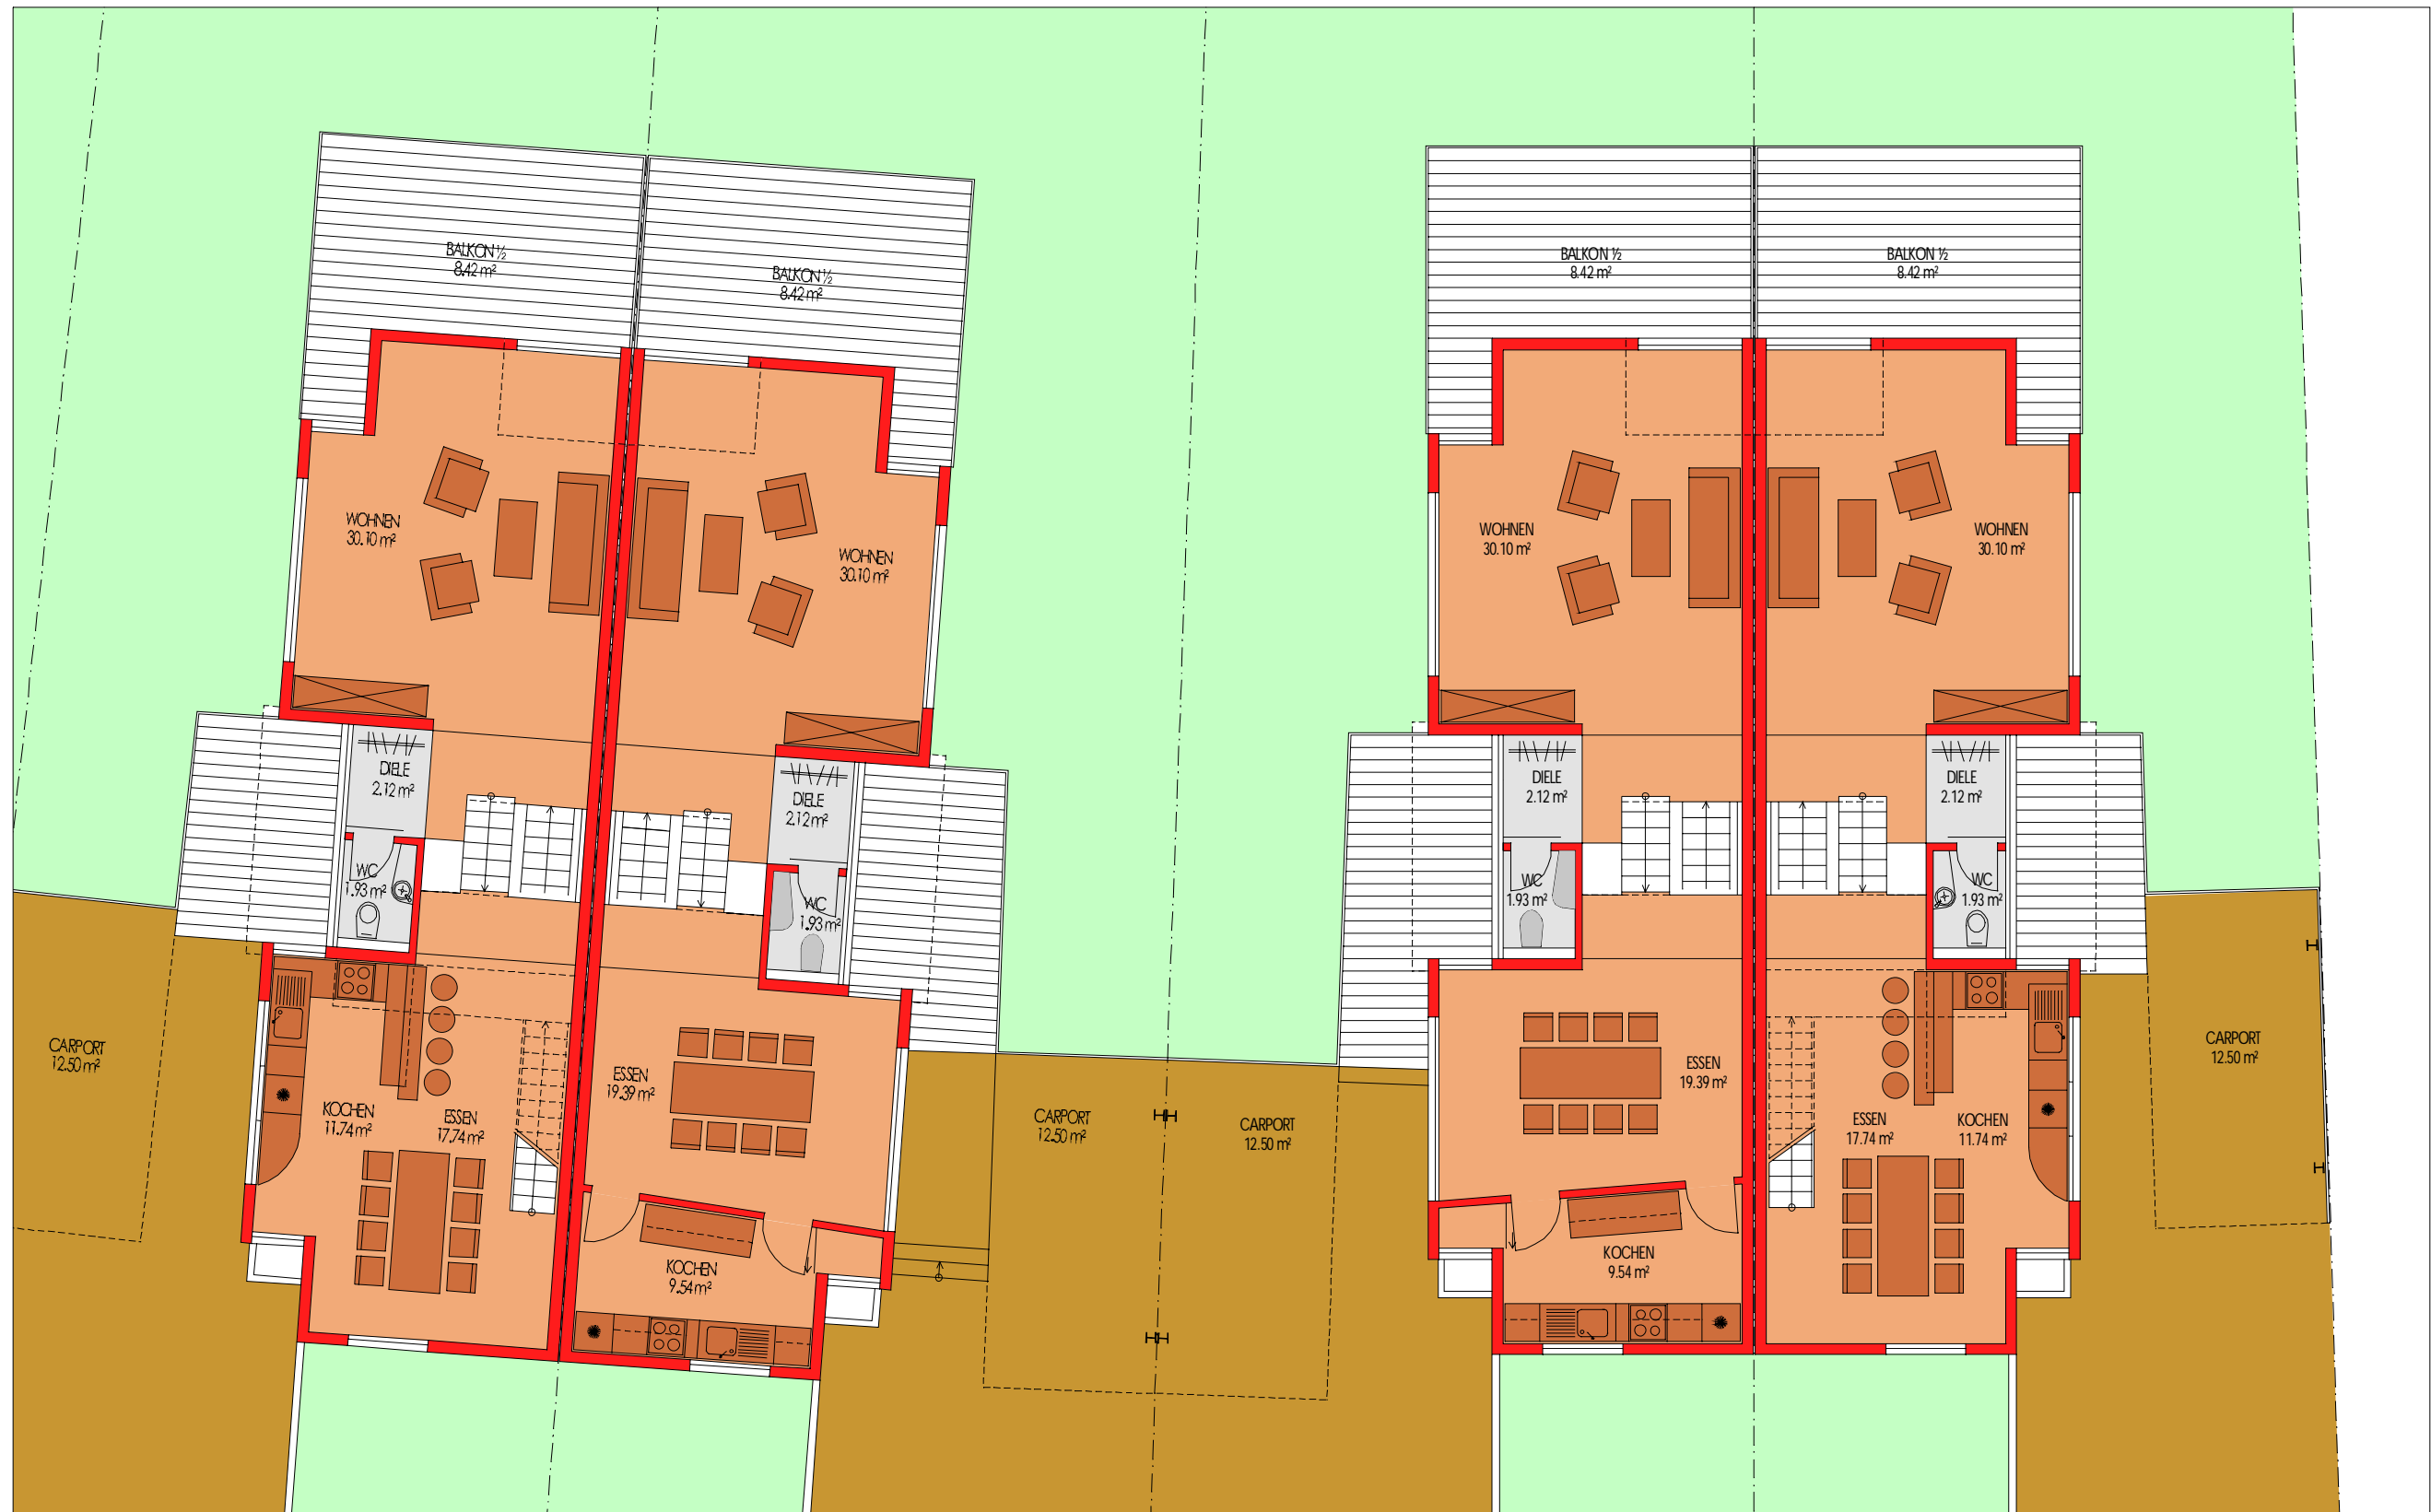 BALKON ½
8.42 m²
BALKON ½
8.42 m²
BALKON ½
8.42 m²
BALKON ½
8.42 m²
WOHNEN
30.10 m²
WOHNEN
30.10 m²
WOHNEN
30.10 m²
WOHNEN
30.10 m²
DIELE
2.12 m²
DIELE
2.12 m²
DIELE
2.12 m²
DIELE
2.12 m²
WC
1.93 m²
WC
1.93 m²
WC
1.93 m²
WC
1.93 m²
CARPORT
12.50 m²
KOCHEN
11.74 m²
ESSEN
17.74 m²
ESSEN
19.39 m²
KOCHEN
9.54 m²
CARPORT
12.50 m²
CARPORT
12.50 m²
ESSEN
19.39 m²
KOCHEN
9.54 m²
ESSEN
17.74 m²
KOCHEN
11.74 m²
CARPORT
12.50 m²